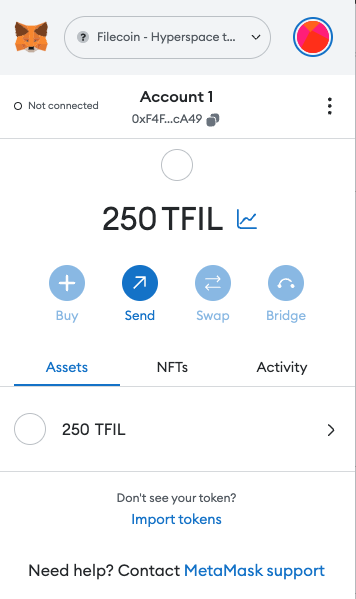 ? Filecoin - Hyperspace t...
Not connected
Account 1
0xF4F...cA49
250 TFIL
Buy
Send
Swap
Bridge
Assets
NFTs
Activity
250 TFIL
Don't see your token?
Import tokens
Need help? Contact MetaMask support